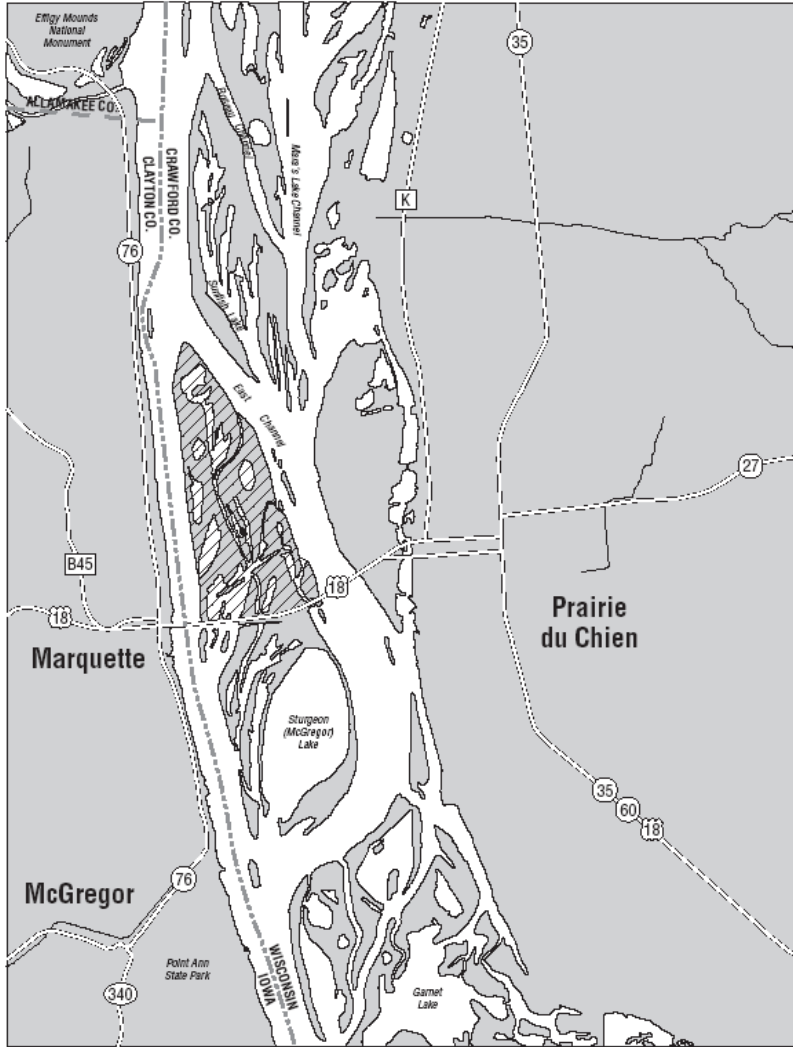 Effigy Mounds
National
Monument
35
ALLAMAKEE CO.
CRAWFORD CO.
CLAYTON CO.
Marais Lake Channel
K
76
Sunfish Lake
East
Channel
27
B45
18
18
Prairie
du Chien
Marquette
Sturgeon
(McGregor)
Lake
35
60
18
76
McGregor
WISCONSIN
IOWA
Point Ann
State Park
340
Garnet
Lake